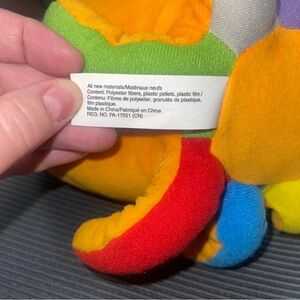 All new materials/Matériaux neufs
Content: Polyester fibers, plastic pellets, plastic film /
Contenu: Fibres de polyester, granulés de plastique,
film plastique.
Made in China/Fabriqué en Chine
REG. NO. PA-17551 (CN)